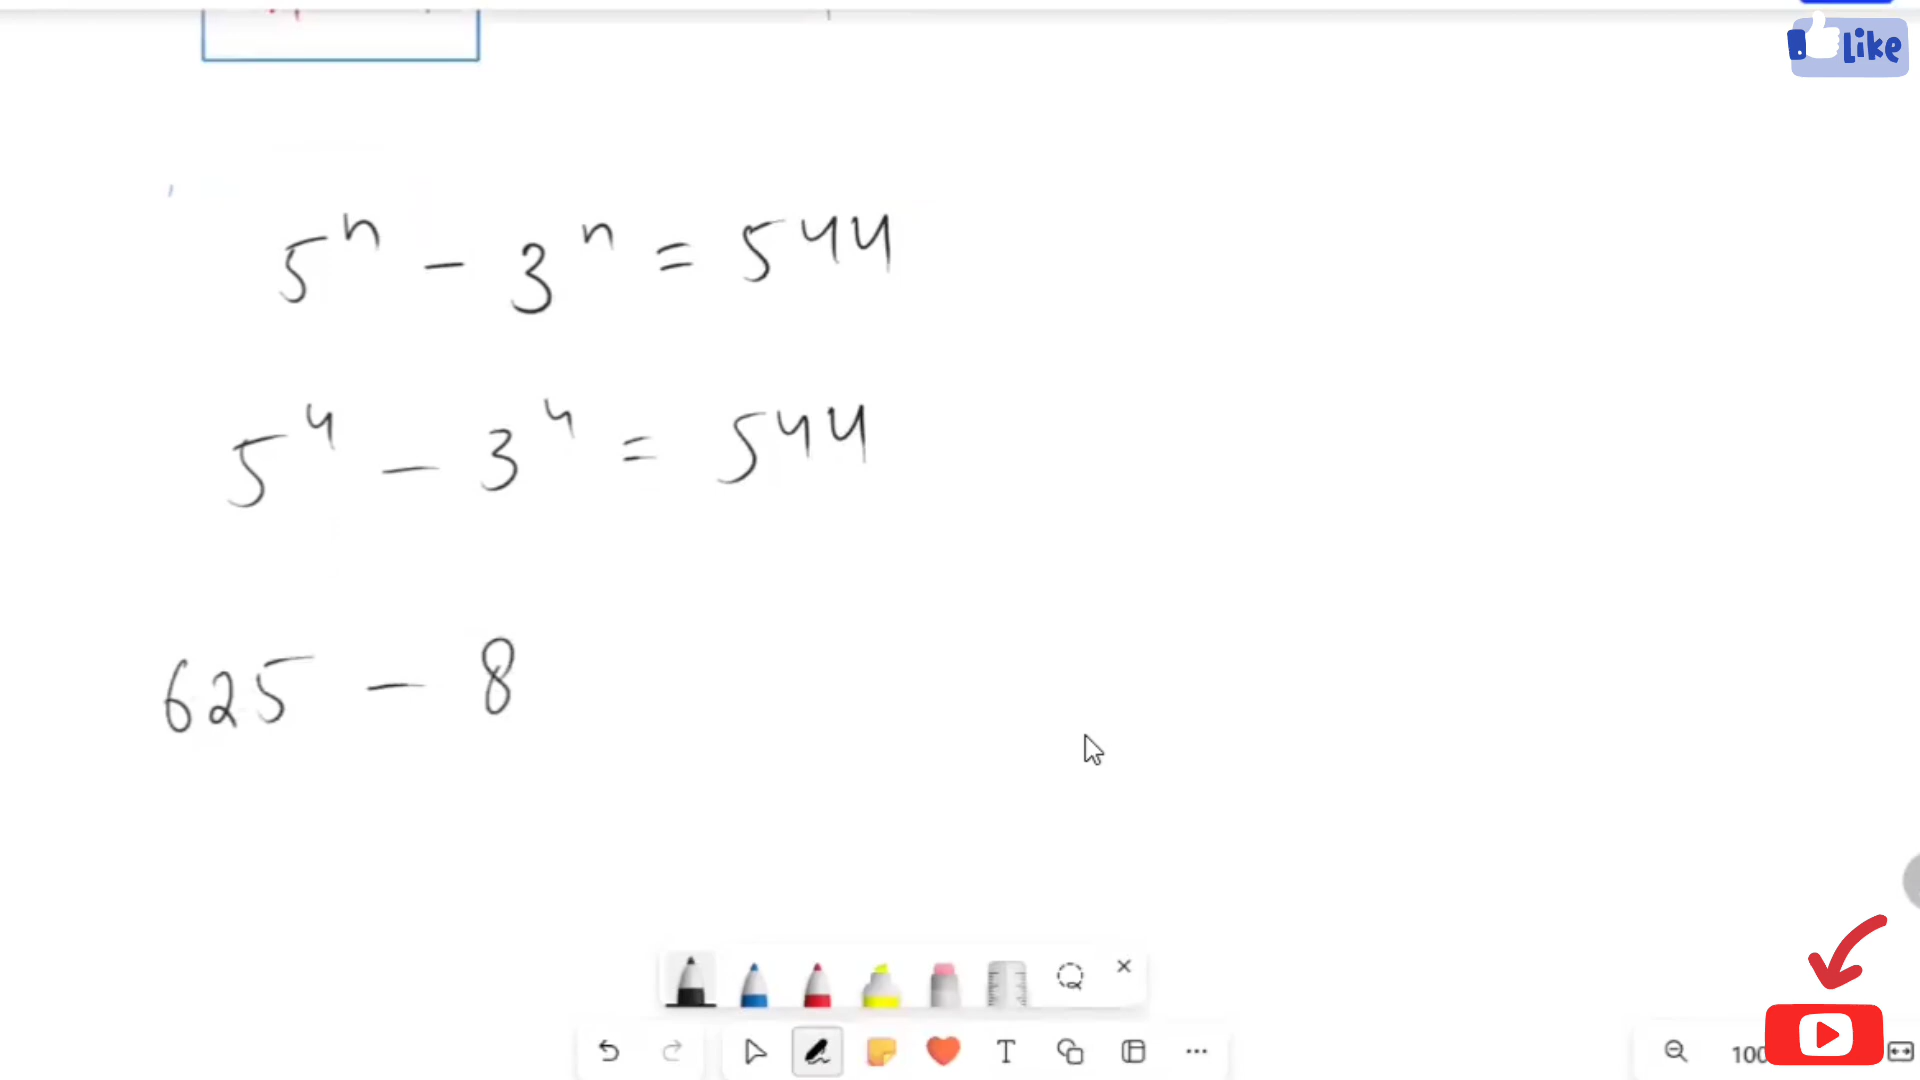 Like
5ⁿ - 3ⁿ = 544
5⁴ - 3⁴ = 544
625 - 8
T
100